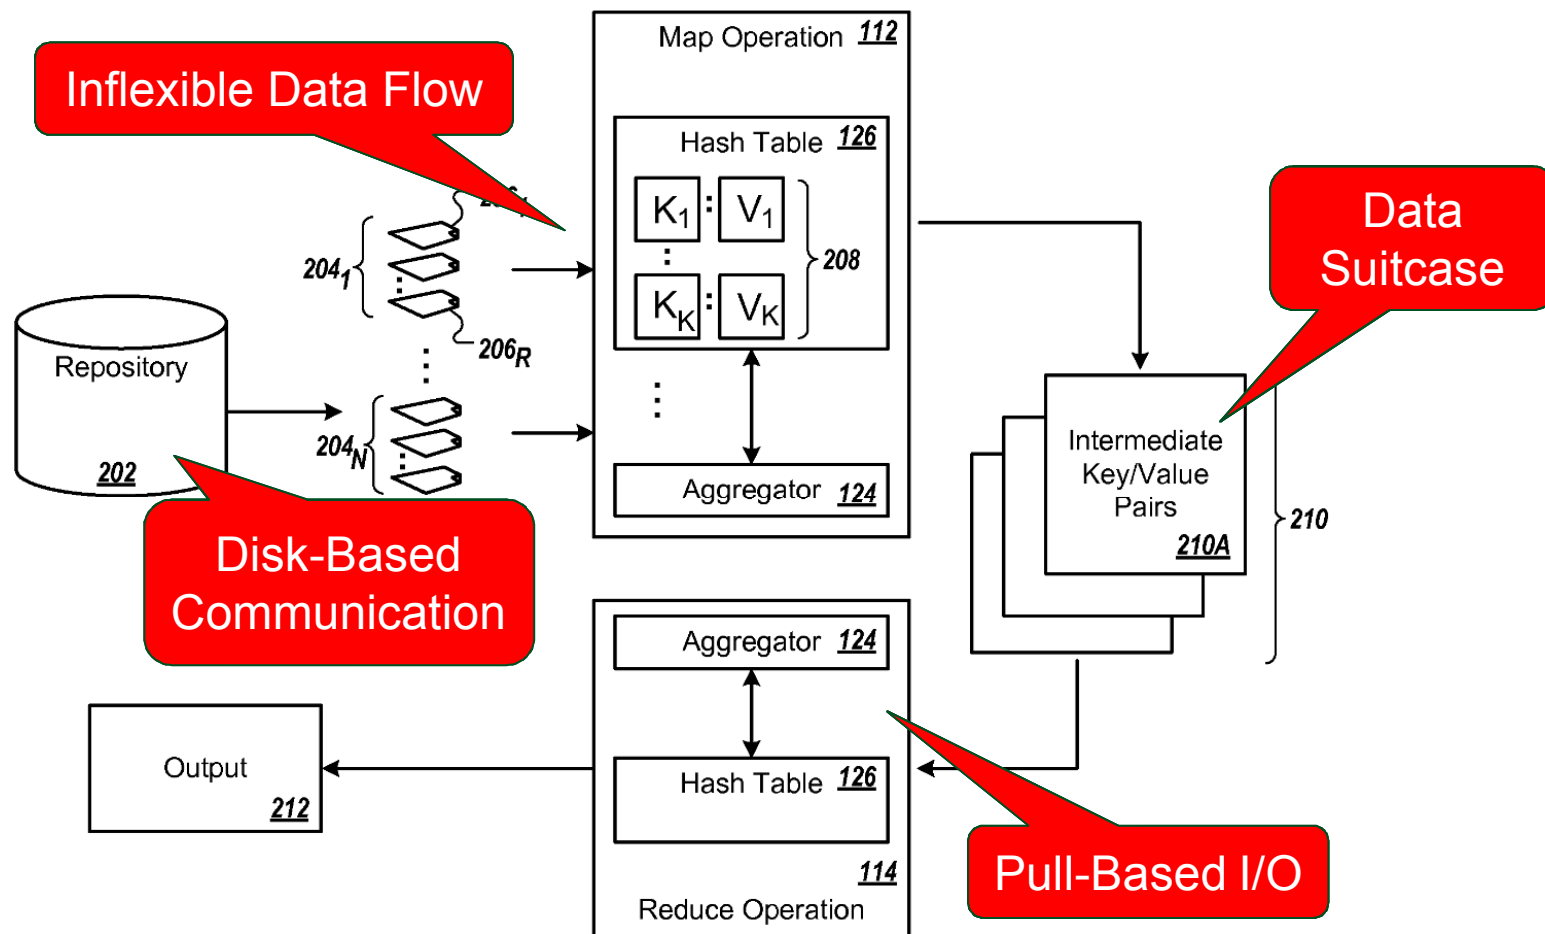 Map Operation 112
Inflexible Data Flow
Hash Table 126
K1 : V1
208
KK : VK
2041
206R
Repository
202
204N
Aggregator 124
Data
Suitcase
Intermediate
Key/Value
Pairs
210A
210
Disk-Based
Communication
Aggregator 124
Hash Table 126
114
Reduce Operation
Output
212
Pull-Based I/O